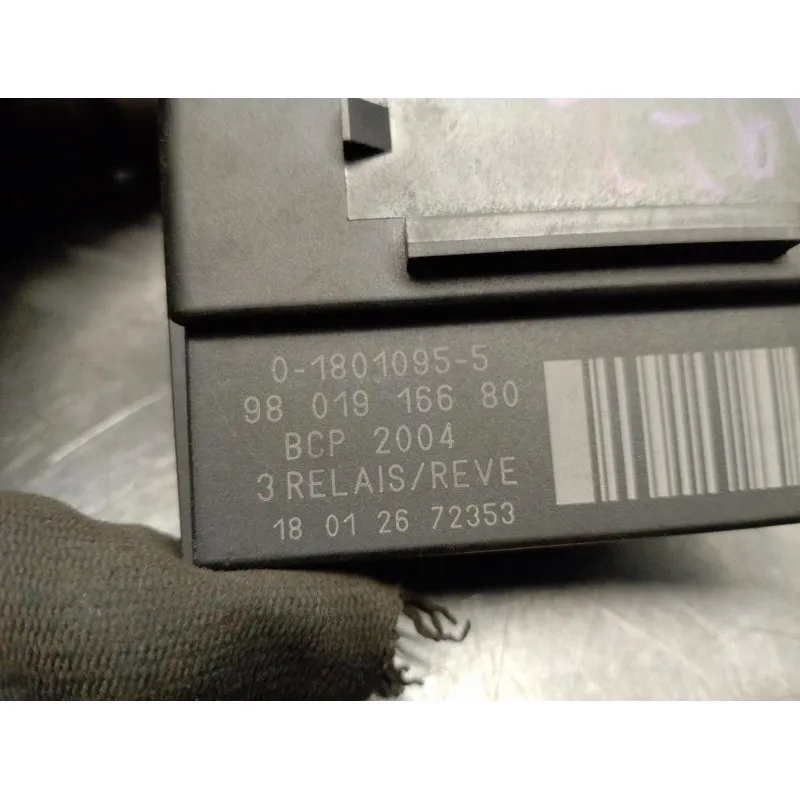 0-1801095-5
98 019 166 80
BCP 2004
3 RELAIS/REVE
18 01 26 72353